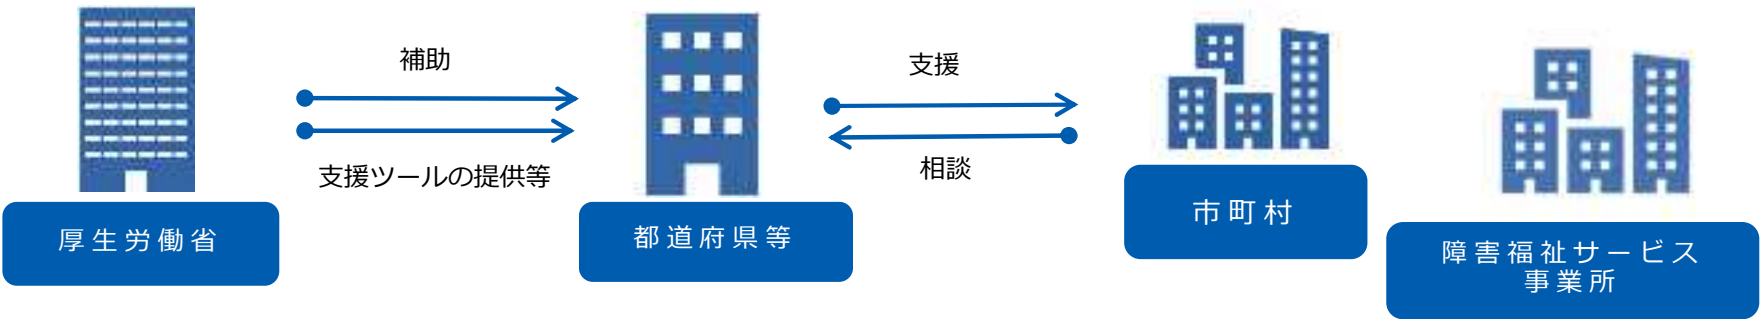 補助
支援ツールの提供等
支援
相談
厚生労働省
都道府県等
市町村
障害福祉サービス
事業所